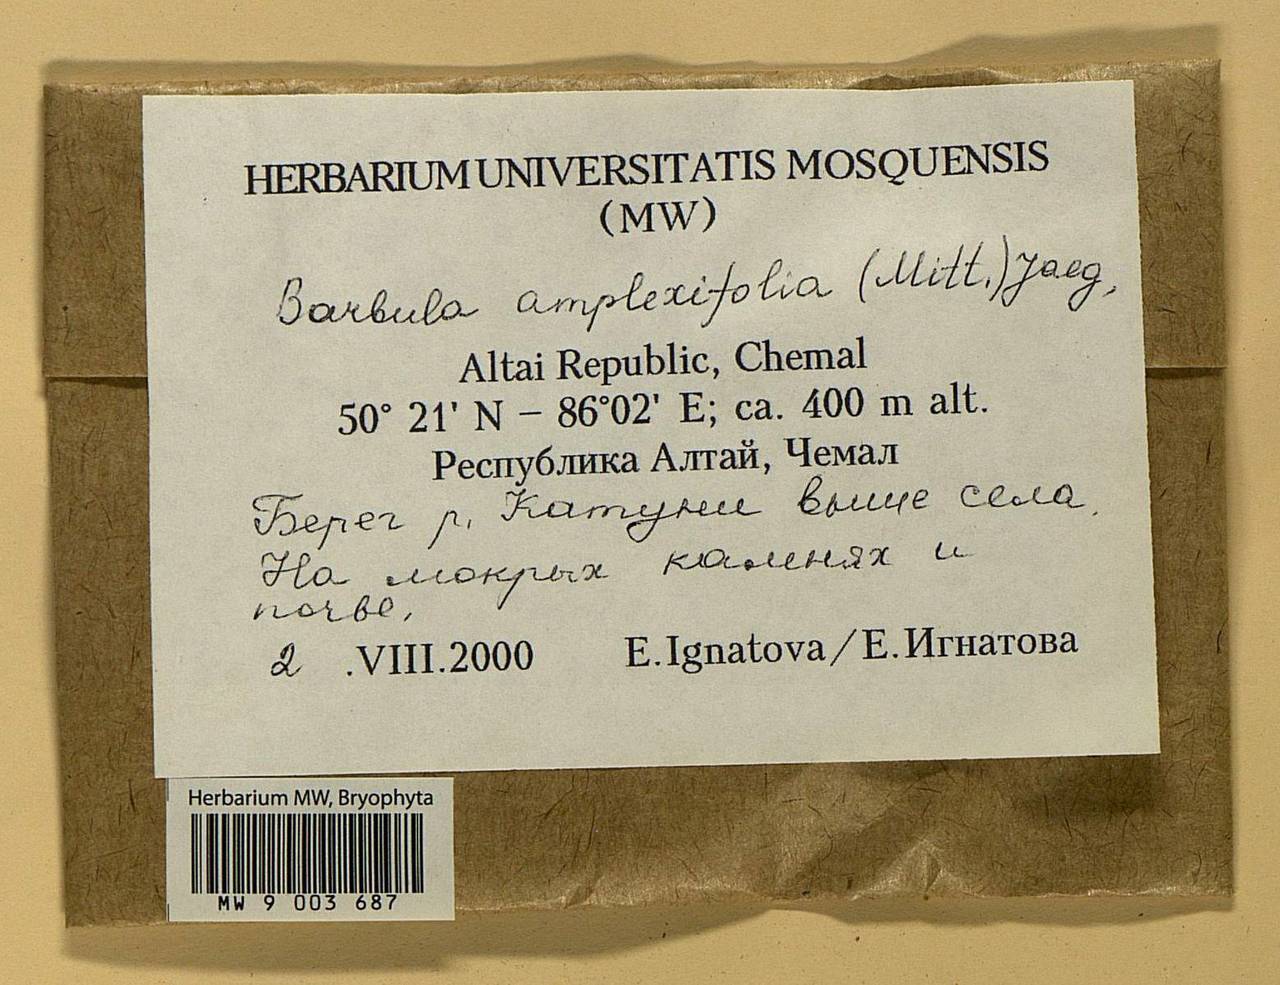 HERBARIUM UNIVERSITATIS MOSQUENSIS
(MW)
Barbula amplexifolia (Mitt.) Jaeg.
Altai Republic, Chemal
50° 21' N – 86°02' E; ca. 400 m alt.
Республика Алтай, Чемал
Берег р. Катуни выше села.
На мокрых камнях и
почве.
2 .VIII.2000 E.Ignatova/Е.Игнатова
Herbarium MW, Bryophyta
MW 9 003 687